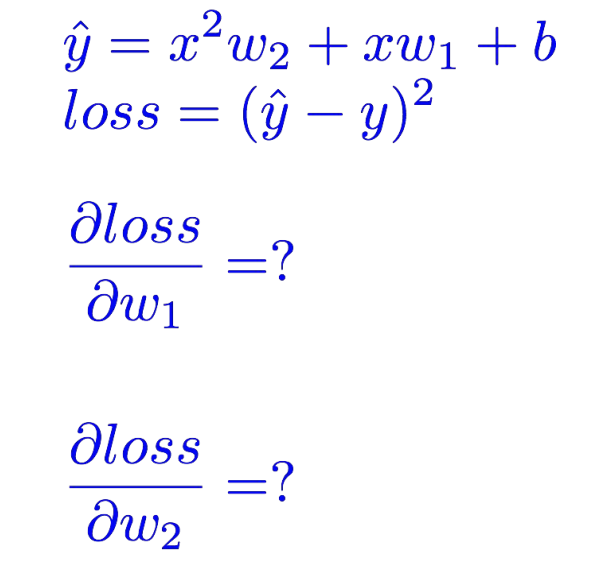 ŷ = x²w₂ + xw₁ + b
loss = (ŷ − y)²
∂loss/∂w₁ =?
∂loss/∂w₂ =?